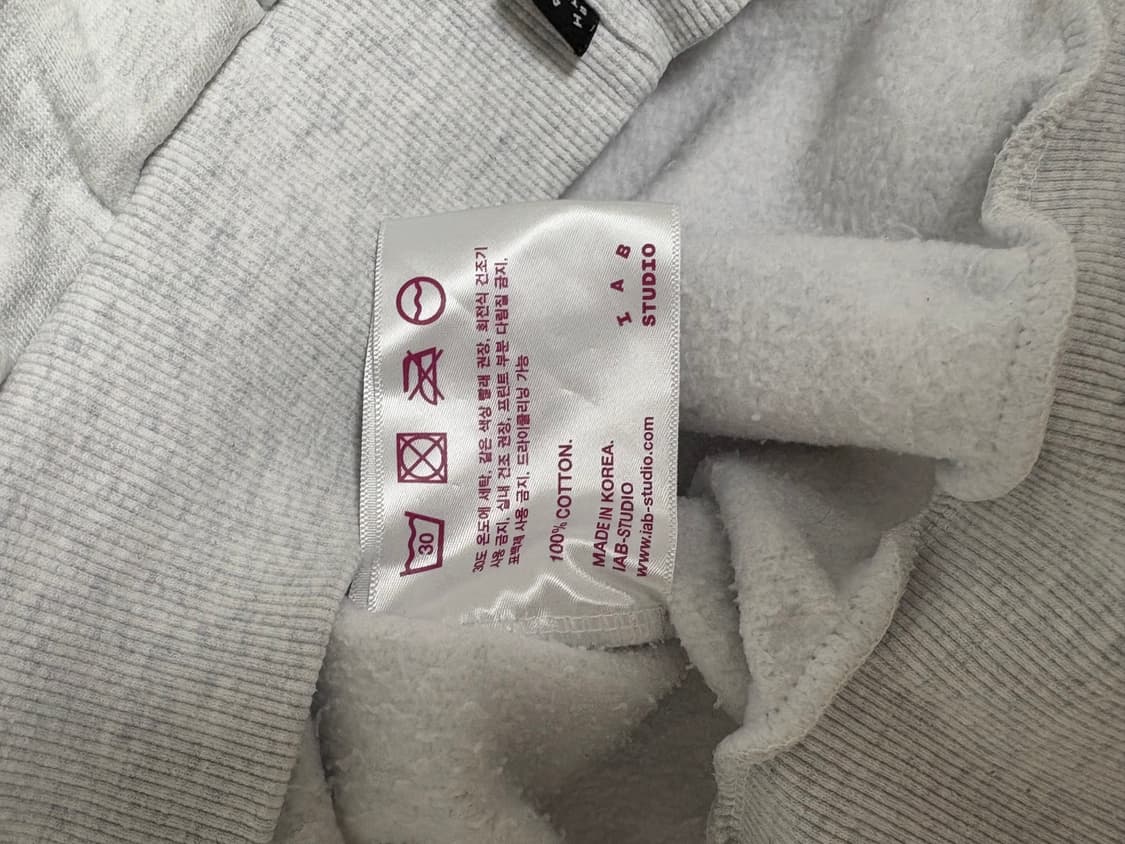 30
30도 온도에 세탁, 같은 색상 빨래 권장, 회전식 건조기
사용 금지, 실내 건조 권장, 프린트 부분 다림질 금지,
표백제 사용 금지, 드라이클리닝 가능
100% COTTON.
MADE IN KOREA.
IAB-STUDIO
www.iab-studio.com
I A B
STUDIO